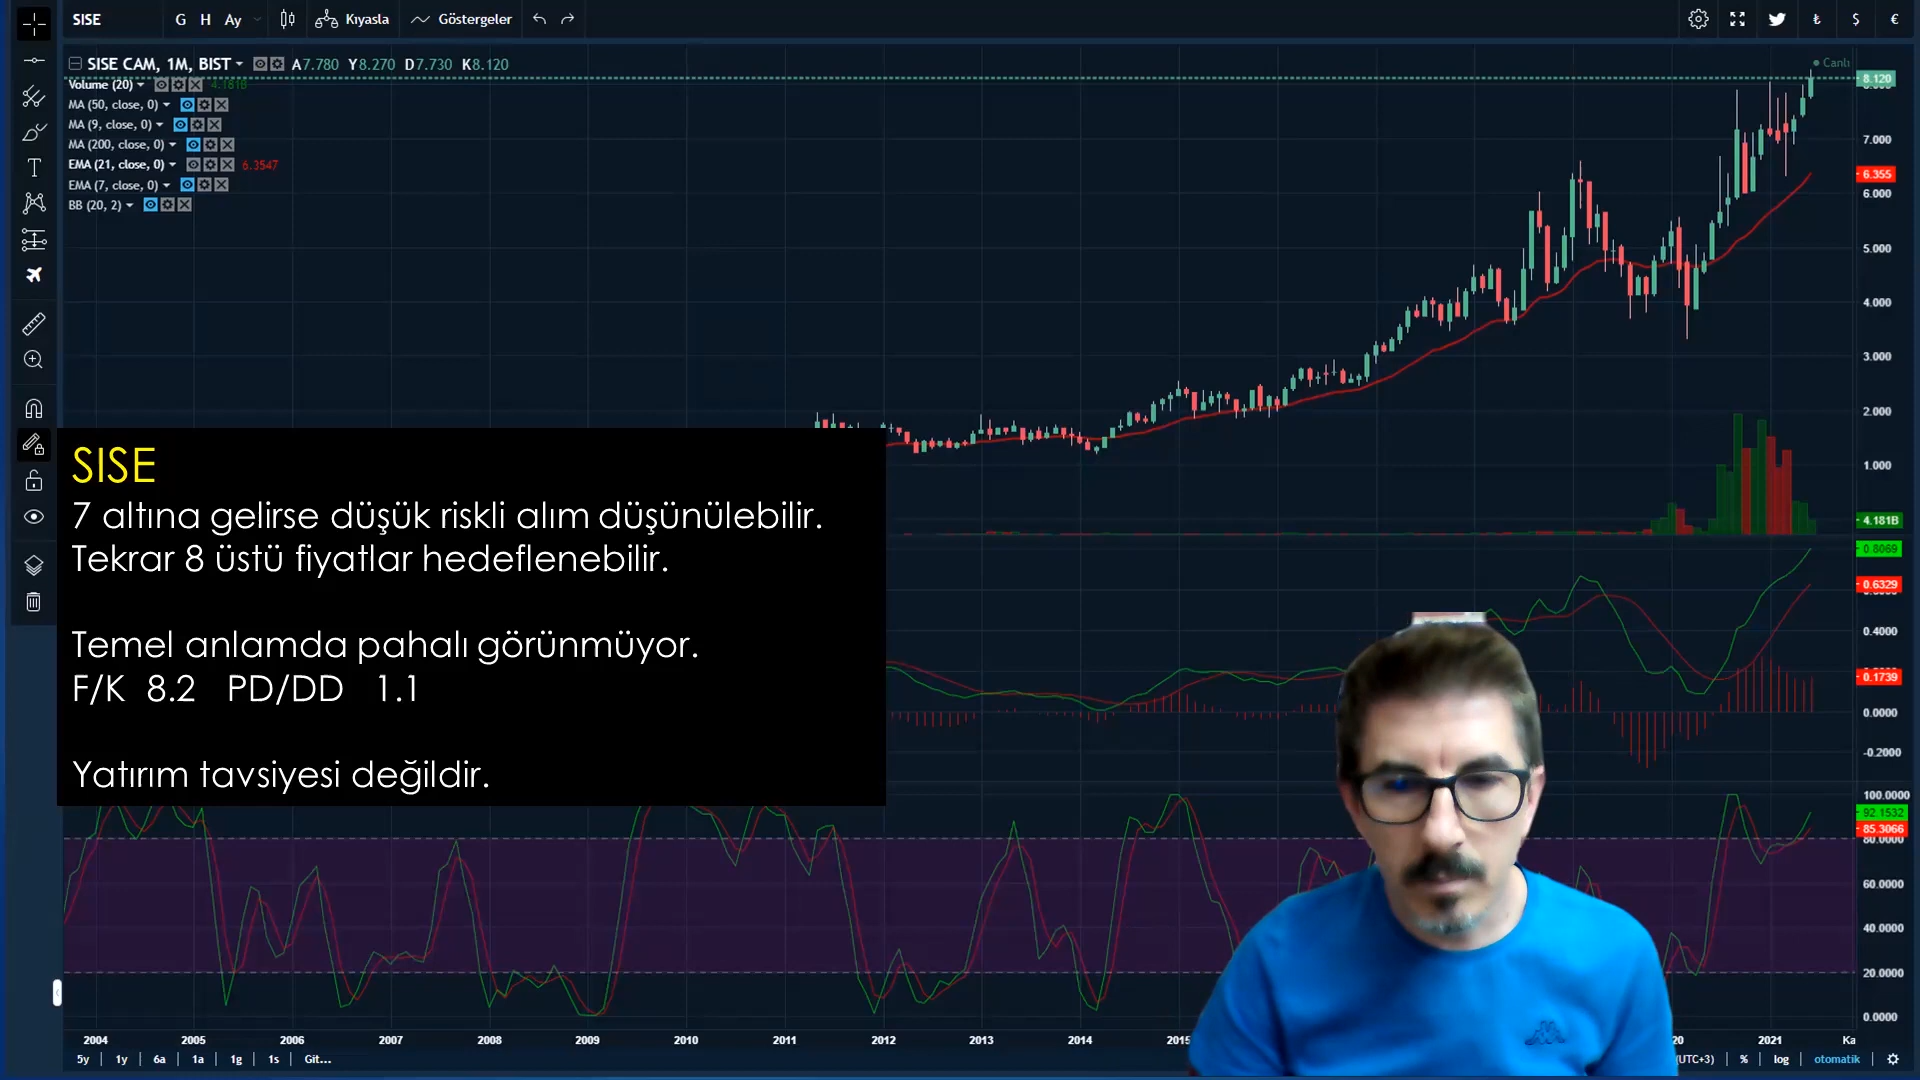 SISE G H Ay Kıyasla Göstergeler ₺ $ €
SISE CAM, 1M, BIST A7.780 Y8.270 D7.730 K8.120
Canlı
Volume (20) 4.181B
8.120
MA (50, close, 0)
MA (9, close, 0)
7.000
MA (200, close, 0)
EMA (21, close, 0) 6.3547
6.355
EMA (7, close, 0)
6.000
BB (20, 2)
5.000
4.000
3.000
2.000
1.000
SISE
7 altına gelirse düşük riskli alım düşünülebilir.
4.181B
Tekrar 8 üstü fiyatlar hedeflenebilir.
0.8069
0.6329
0.4000
Temel anlamda pahalı görünmüyor.
0.1739
F/K 8.2 PD/DD 1.1
0.0000
-0.2000
Yatırım tavsiyesi değildir.
100.0000
92.1532
85.3066
80.0000
60.0000
40.0000
20.0000
0.0000
2004 2005 2006 2007 2008 2009 2010 2011 2012 2013 2014 2015 20 2021 Ka
5y 1y 6a 1a 1g 1s Git... (UTC+3) % log otomatik